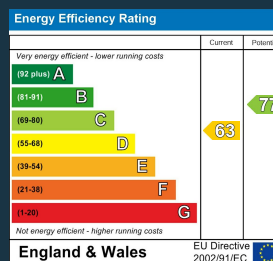 Energy Efficiency Rating
Current
Very energy efficient - lower running costs
(92 plus) A
(81-91) B
77
(69-80) C
(55-68) D
63
(39-54) E
(21-38) F
(1-20) G
Not energy efficient - higher running costs
England & Wales
EU Directive
2002/91/EC